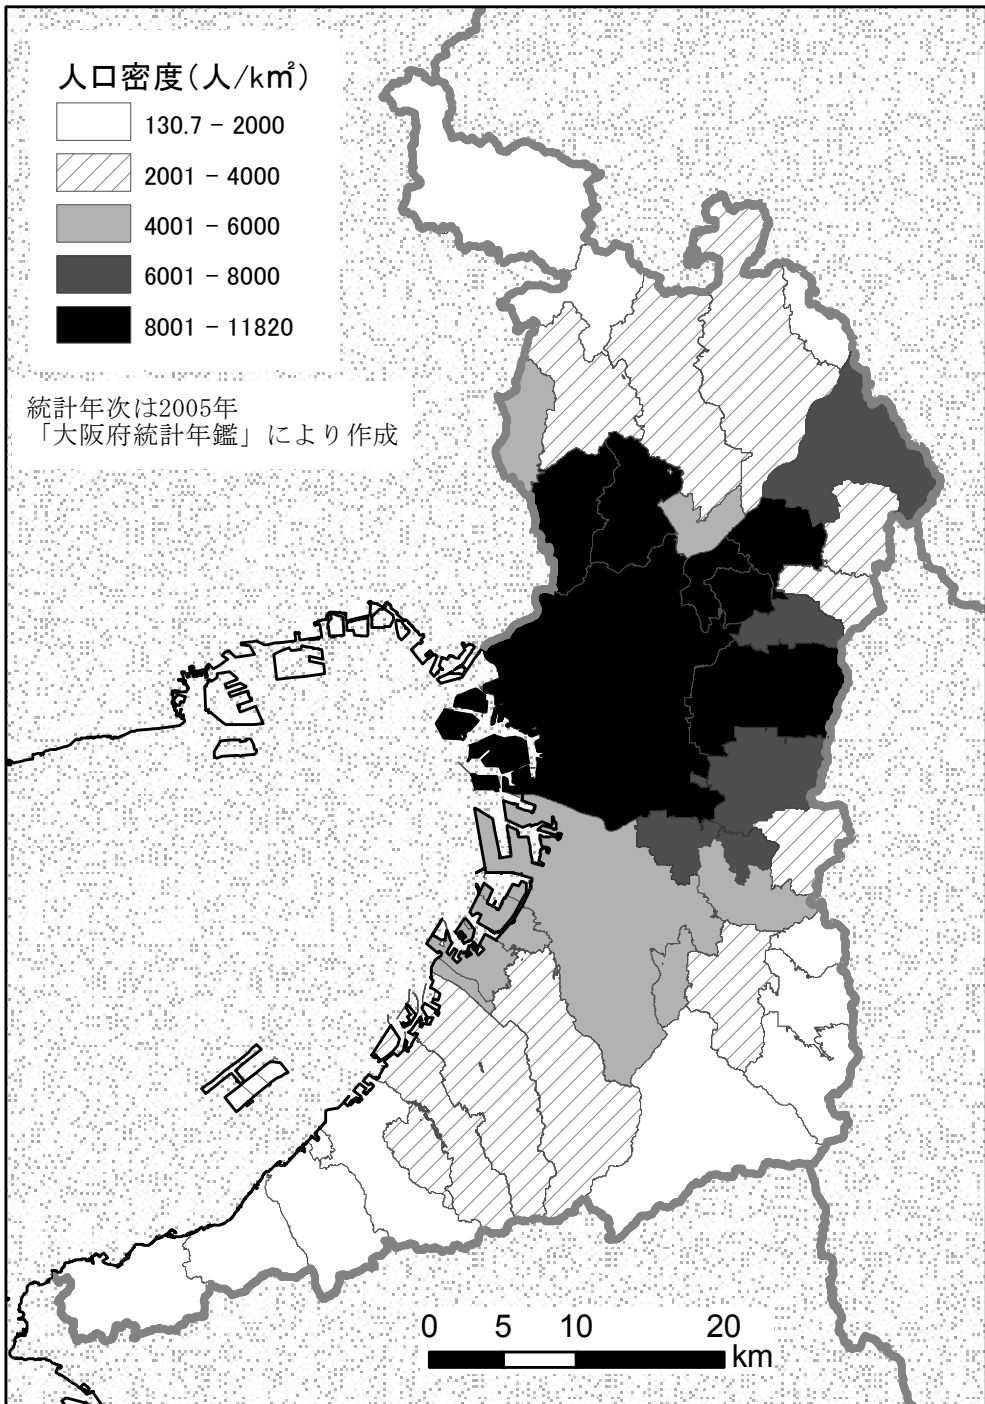 人口密度(人/k㎡)
130.7 - 2000
2001 - 4000
4001 - 6000
6001 - 8000
8001 - 11820
統計年次は2005年
「大阪府統計年鑑」により作成
0 5 10 20
km